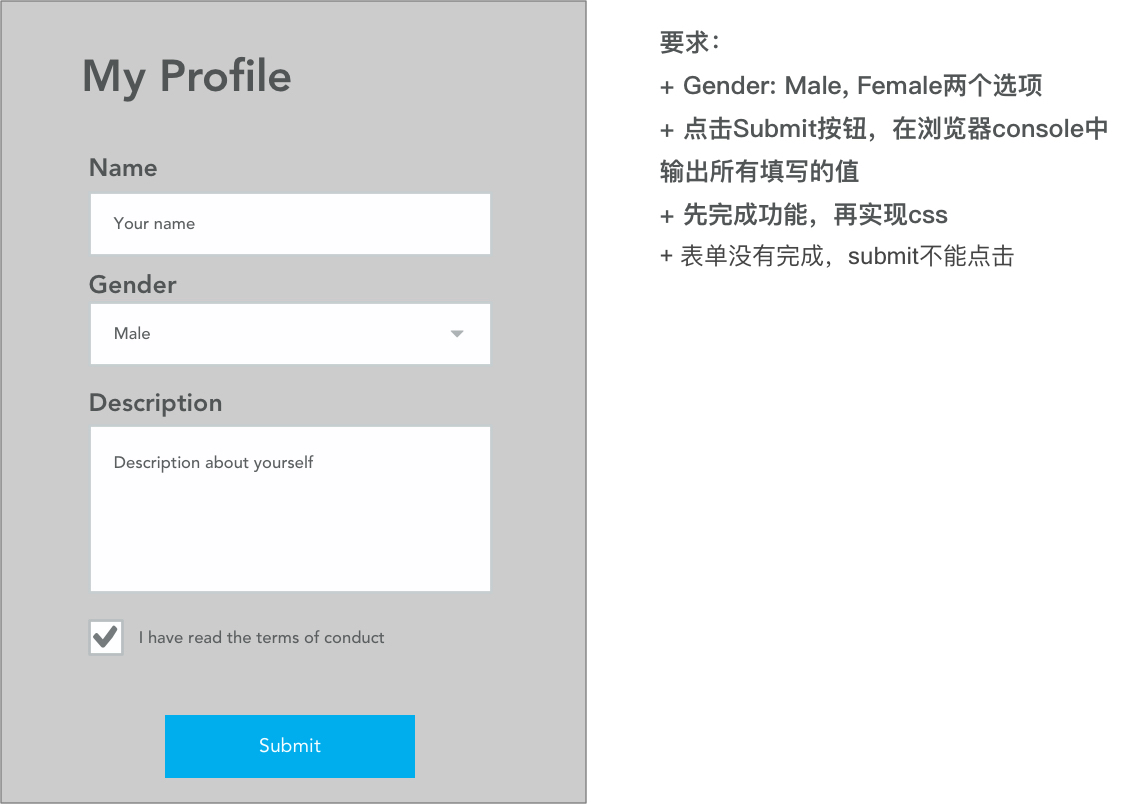 My Profile
Name
Your name
Gender
Male
Description
Description about yourself
I have read the terms of conduct
Submit
要求：
+ Gender: Male, Female两个选项
+ 点击Submit按钮，在浏览器console中
输出所有填写的值
+ 先完成功能，再实现css
+ 表单没有完成，submit不能点击